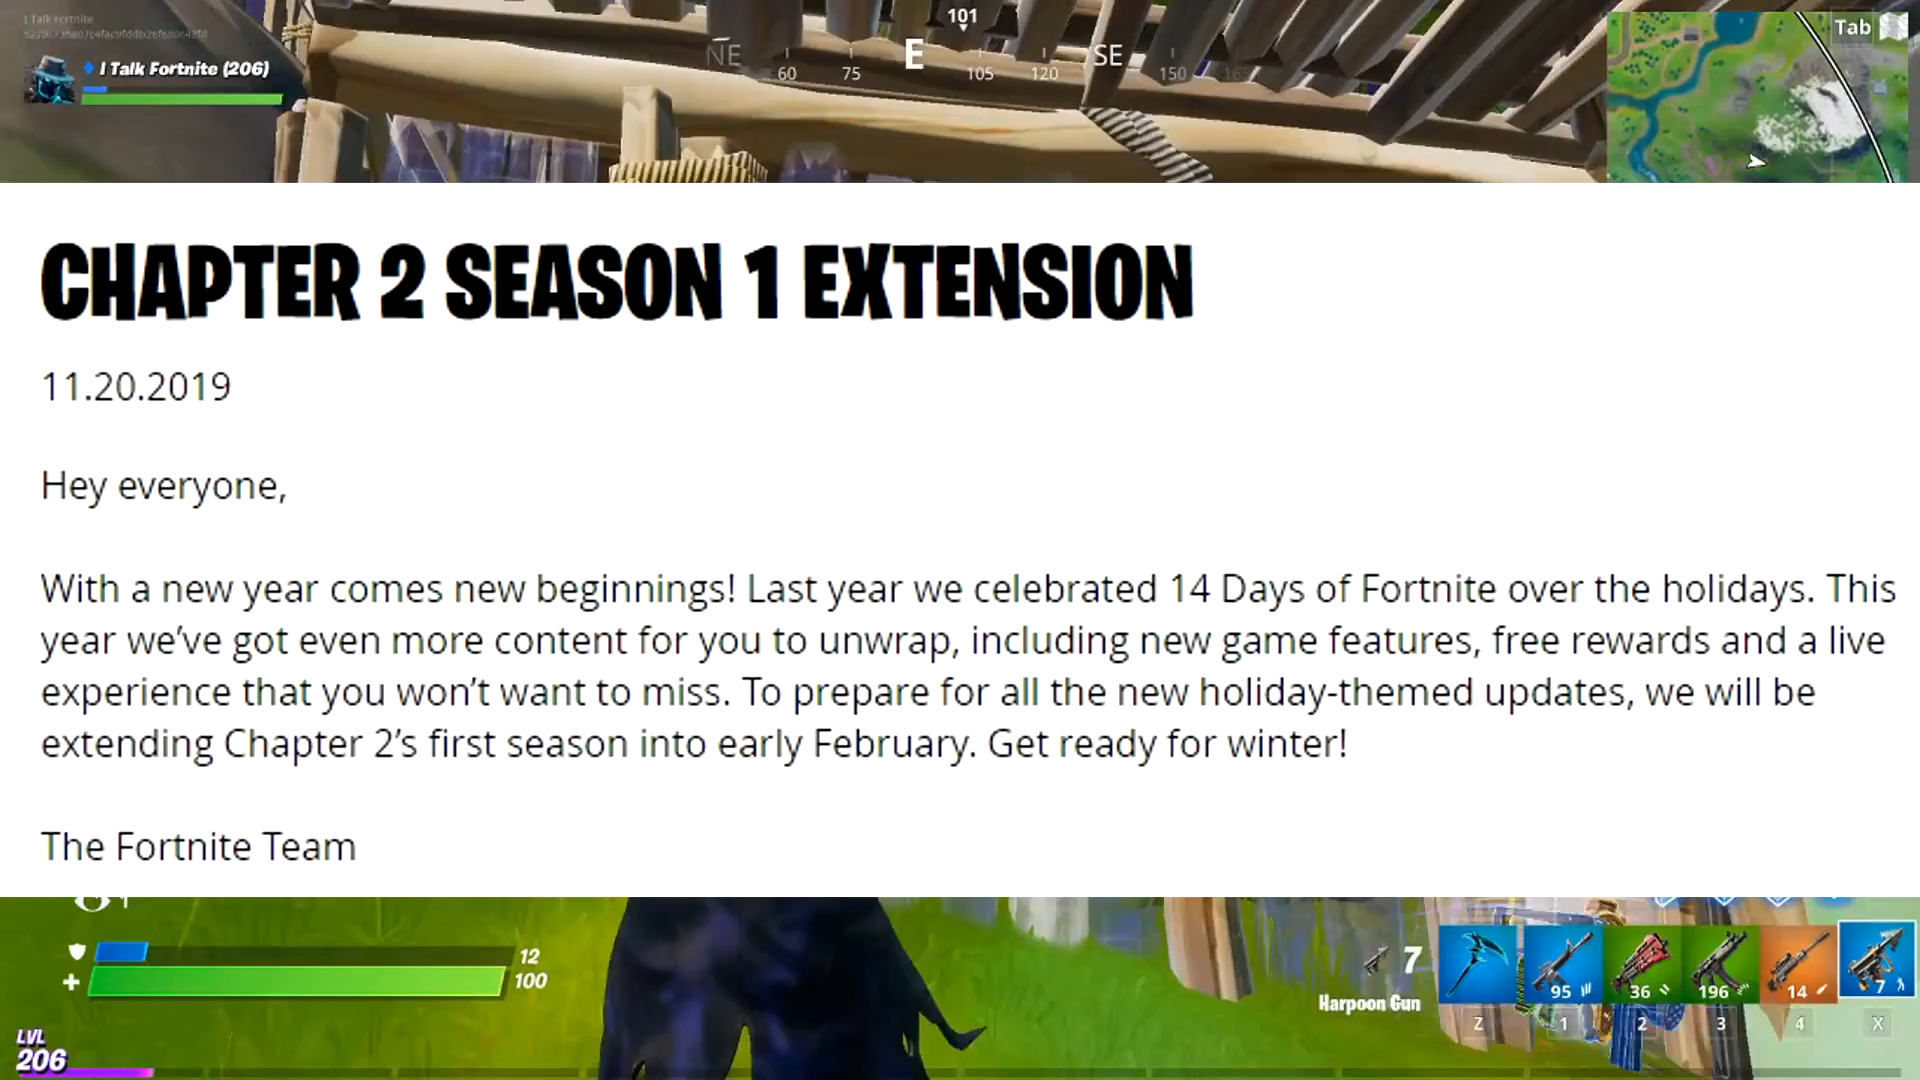 I Talk Fortnite
I Talk Fortnite (206)
101
NE 60 75 E 105 120 SE 150 165
Tab
CHAPTER 2 SEASON 1 EXTENSION
11.20.2019
Hey everyone,
With a new year comes new beginnings! Last year we celebrated 14 Days of Fortnite over the holidays. This
year we’ve got even more content for you to unwrap, including new game features, free rewards and a live
experience that you won’t want to miss. To prepare for all the new holiday-themed updates, we will be
extending Chapter 2’s first season into early February. Get ready for winter!
The Fortnite Team
12
100
LVL
206
7
Harpoon Gun
95 36 196 14 7
Z 1 2 3 4 X